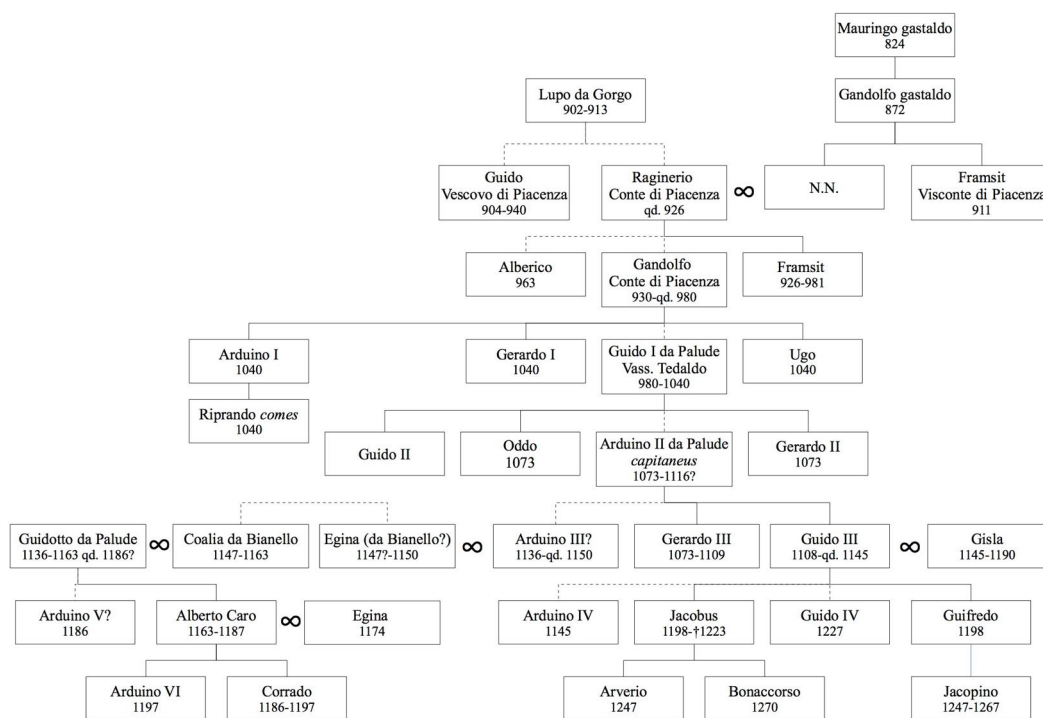 Mauringo gastaldo
824
Lupo da Gorgo
902-913
Gandolfo gastaldo
872
Guido
Vescovo di Piacenza
904-940
Raginerio
Conte di Piacenza
qd. 926
∞
N.N.
Framsit
Visconte di Piacenza
911
Alberico
963
Gandolfo
Conte di Piacenza
930-qd. 980
Framsit
926-981
Arduino I
1040
Gerardo I
1040
Guido I da Palude
Vass. Tedaldo
980-1040
Ugo
1040
Riprando comes
1040
Guido II
Oddo
1073
Arduino II da Palude
capitaneus
1073-1116?
Gerardo II
1073
Guidotto da Palude
1136-1163 qd. 1186?
∞
Coalia da Bianello
1147-1163
Egina (da Bianello?)
1147?-1150
∞
Arduino III?
1136-qd. 1150
Gerardo III
1073-1109
Guido III
1108-qd. 1145
∞
Gisla
1145-1190
Arduino V?
1186
Alberto Caro
1163-1187
∞
Egina
1174
Arduino IV
1145
Jacobus
1198-†1223
Guido IV
1227
Guifredo
1198
Arduino VI
1197
Corrado
1186-1197
Arverio
1247
Bonaccorso
1270
Jacopino
1247-1267